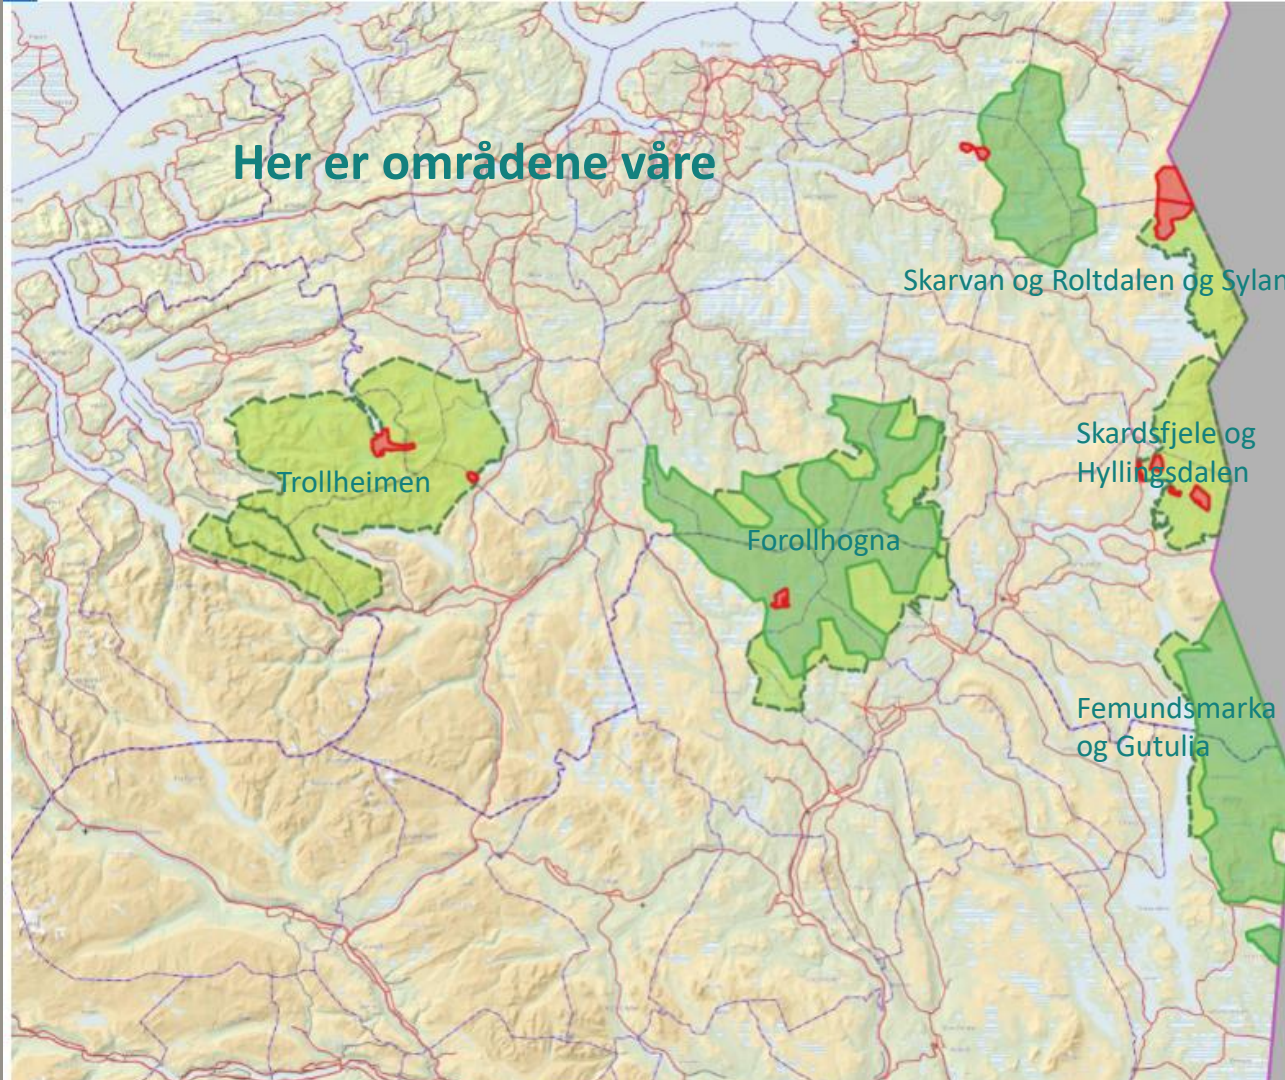 Her er områdene våre
Skarvan og Roltdalen og Sylan
Trollheimen
Skardsfjele og
Hyllingsdalen
Forollhogna
Femundsmarka
og Gutulia